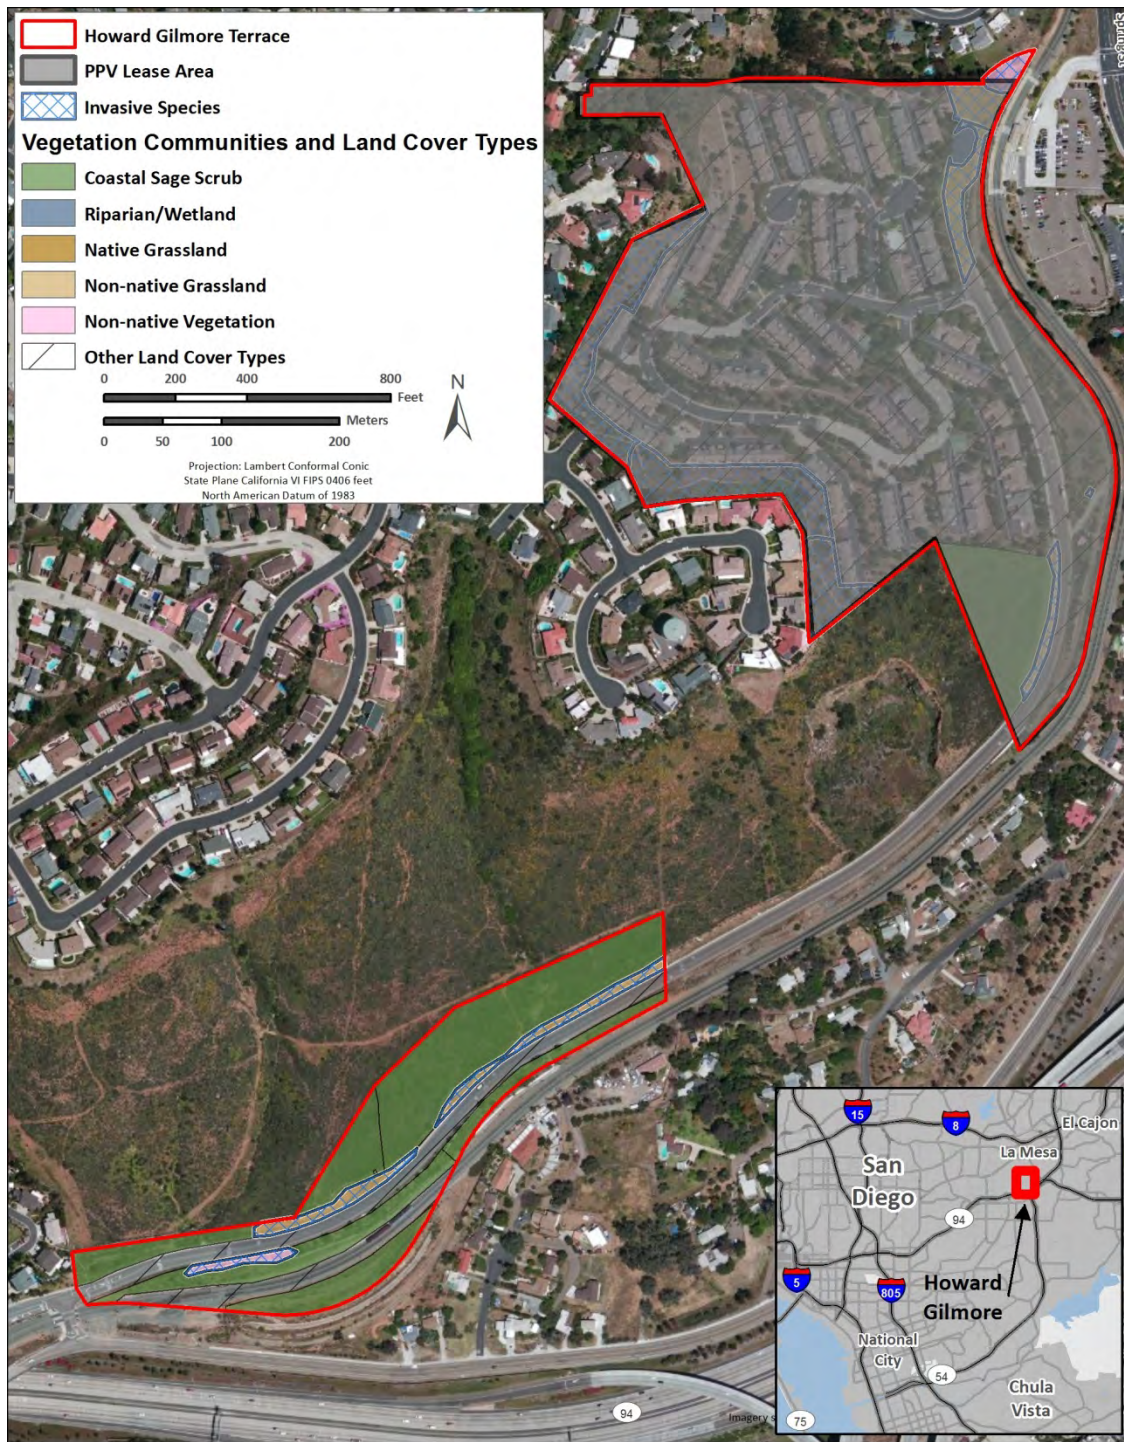 Howard Gilmore Terrace
PPV Lease Area
Invasive Species
Vegetation Communities and Land Cover Types
Coastal Sage Scrub
Riparian/Wetland
Native Grassland
Non-native Grassland
Non-native Vegetation
Other Land Cover Types
0 200 400 800
Feet
N
Meters
0 50 100 200
Projection: Lambert Conformal Conic
State Plane California VI FIPS 0406 feet
North American Datum of 1983
94
Imagery s
15
8
El Cajon
La Mesa
San
Diego
94
5
805
Howard
Gilmore
National
City
54
Chula
Vista
75